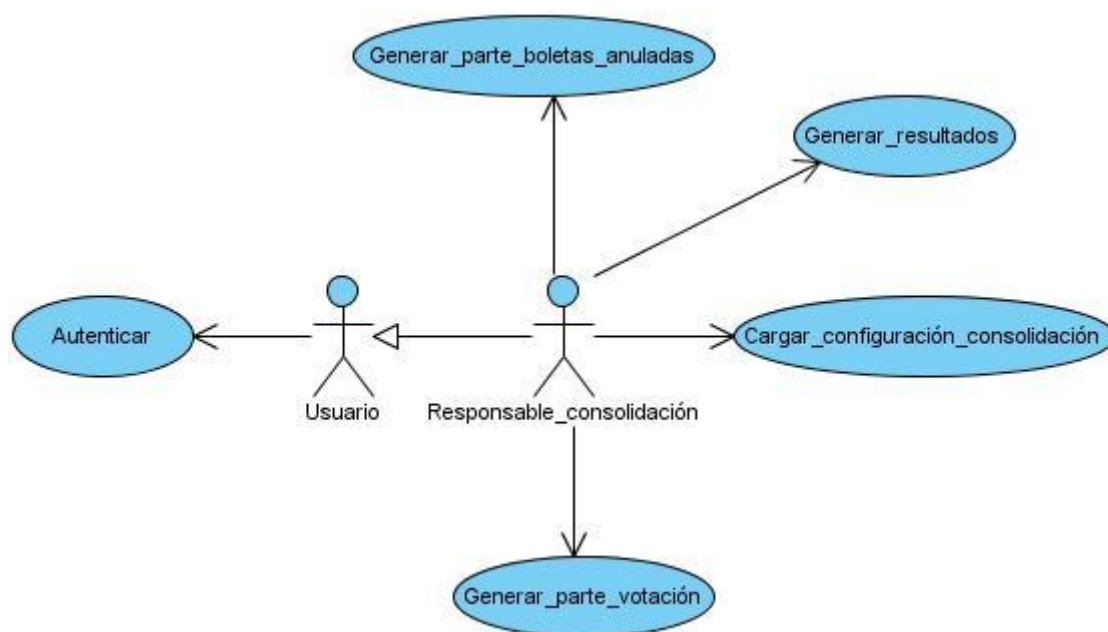 Generar_parte_boletas_anuladas
Generar_resultados
Autenticar
Cargar_configuración_consolidación
Usuario
Responsable_consolidación
Generar_parte_votación